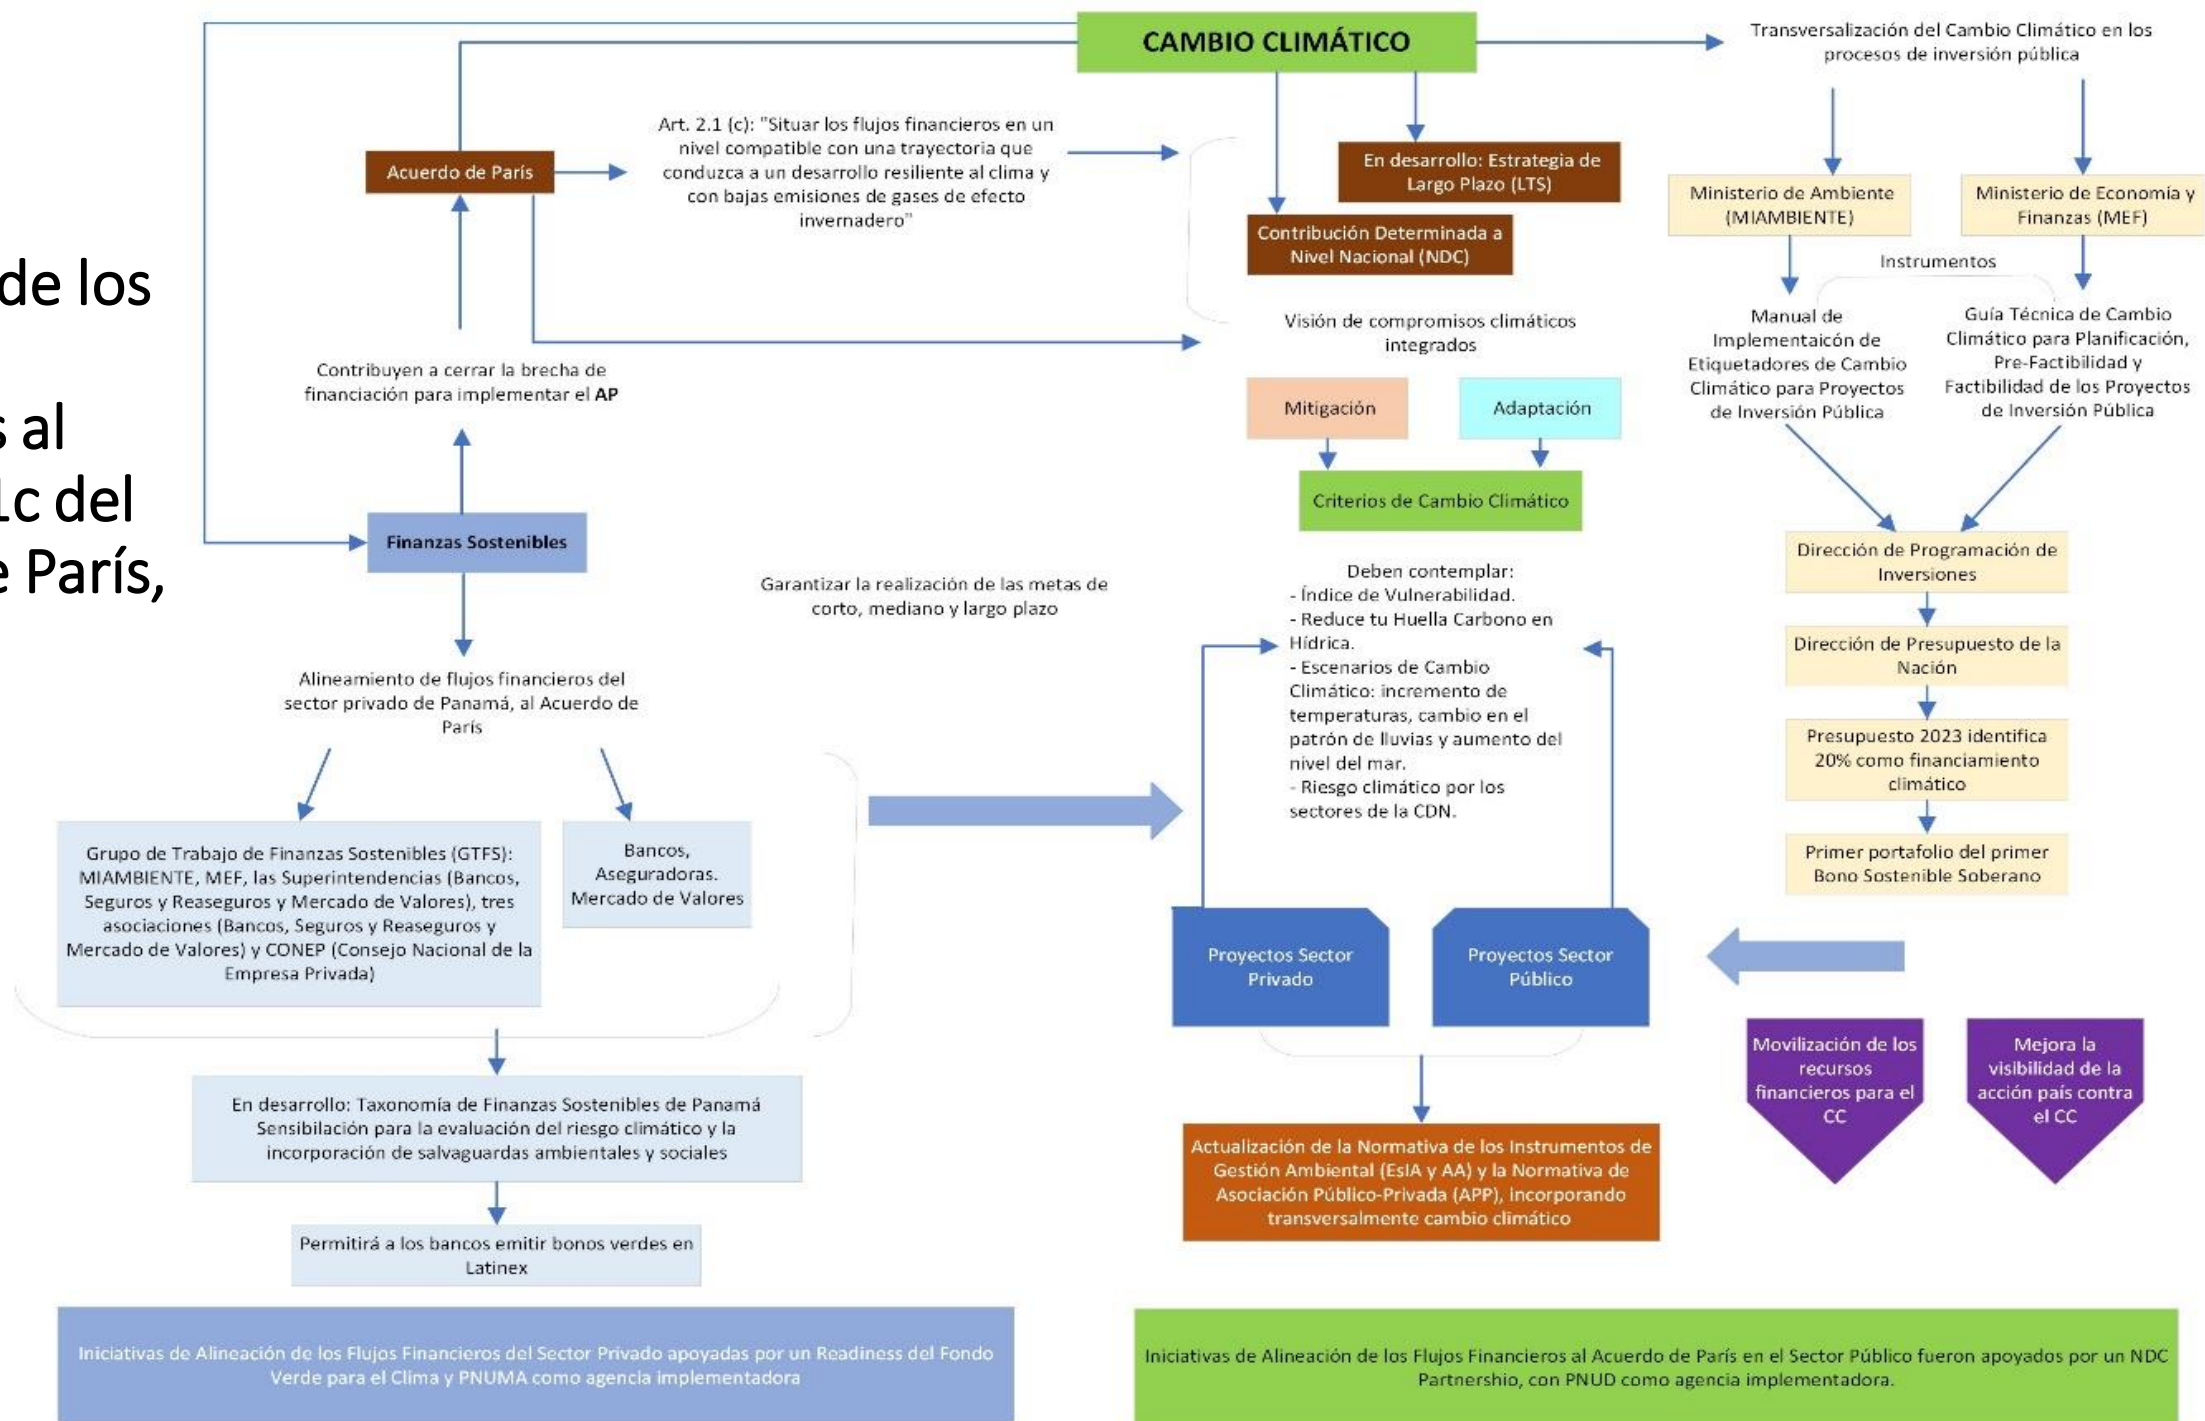 de los
s al
1c del
e París,
CAMBIO CLIMÁTICO
Transversalización del Cambio Climático en los
procesos de inversión pública
Acuerdo de París
Art. 2.1 (c): "Situar los flujos financieros en un
nivel compatible con una trayectoria que
conduzca a un desarrollo resiliente al clima y
con bajas emisiones de gases de efecto
invernadero"
En desarrollo: Estrategia de
Largo Plazo (LTS)
Contribución Determinada a
Nivel Nacional (NDC)
Ministerio de Ambiente
(MIAMBIENTE)
Ministerio de Economía y
Finanzas (MEF)
Instrumentos
Manual de
Implementaicón de
Etiquetadores de Cambio
Climático para Proyectos
de Inversión Pública
Guía Técnica de Cambio
Climático para Planificación,
Pre-Factibilidad y
Factibilidad de los Proyectos
de Inversión Pública
Visión de compromisos climáticos
integrados
Contribuyen a cerrar la brecha de
financiación para implementar el AP
Mitigación
Adaptación
Criterios de Cambio Climático
Finanzas Sostenibles
Garantizar la realización de las metas de
corto, mediano y largo plazo
Deben contemplar:
- Índice de Vulnerabilidad.
- Reduce tu Huella Carbono en
Hídrica.
- Escenarios de Cambio
Climático: incremento de
temperaturas, cambio en el
patrón de lluvias y aumento del
nivel del mar.
- Riesgo climático por los
sectores de la CDN.
Dirección de Programación de
Inversiones
Dirección de Presupuesto de la
Nación
Presupuesto 2023 identifica
20% como financiamiento
climático
Primer portafolio del primer
Bono Sostenible Soberano
Alineamiento de flujos financieros del
sector privado de Panamá, al Acuerdo de
París
Grupo de Trabajo de Finanzas Sostenibles (GTFS):
MIAMBIENTE, MEF, las Superintendencias (Bancos,
Seguros y Reaseguros y Mercado de Valores), tres
asociaciones (Bancos, Seguros y Reaseguros y
Mercado de Valores) y CONEP (Consejo Nacional de la
Empresa Privada)
Bancos,
Aseguradoras.
Mercado de Valores
Proyectos Sector
Privado
Proyectos Sector
Público
Movilización de los
recursos
financieros para el
CC
Mejora la
visibilidad de la
acción país contra
el CC
En desarrollo: Taxonomía de Finanzas Sostenibles de Panamá
Sensibilación para la evaluación del riesgo climático y la
incorporación de salvaguardas ambientales y sociales
Actualización de la Normativa de los Instrumentos de
Gestión Ambiental (EsIA y AA) y la Normativa de
Asociación Público-Privada (APP), incorporando
transversalmente cambio climático
Permitirá a los bancos emitir bonos verdes en
Latinex
Iniciativas de Alineación de los Flujos Financieros del Sector Privado apoyadas por un Readiness del Fondo
Verde para el Clima y PNUMA como agencia implementadora
Iniciativas de Alineación de los Flujos Financieros al Acuerdo de París en el Sector Público fueron apoyados por un NDC
Partnershio, con PNUD como agencia implementadora.